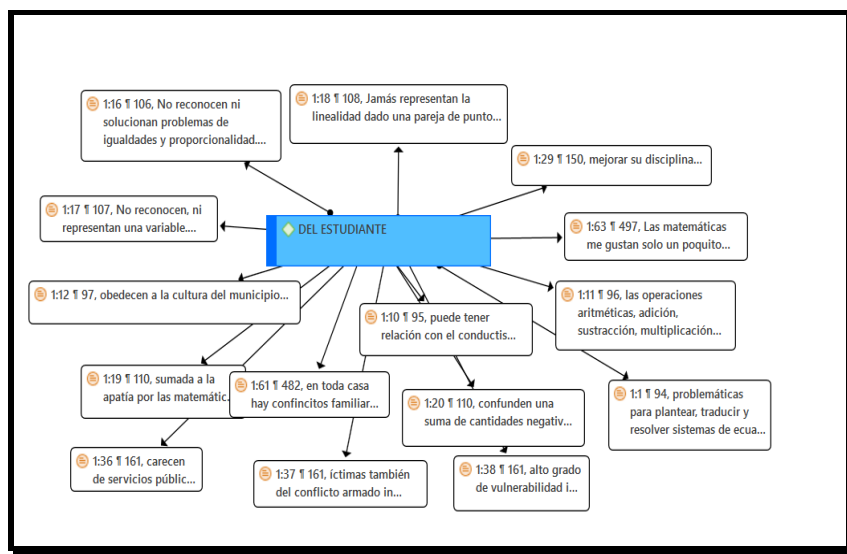 1:16 ¶ 106, No reconocen ni
solucionan problemas de
igualdades y proporcionalidad....
1:18 ¶ 108, Jamás representan la
linealidad dado una pareja de punto...
1:29 ¶ 150, mejorar su disciplina...
1:17 ¶ 107, No reconocen, ni
representan una variable....
DEL ESTUDIANTE
1:63 ¶ 497, Las matemáticas
me gustan solo un poquito...
1:12 ¶ 97, obedecen a la cultura del municipio...
1:10 ¶ 95, puede tener
relación con el conductis...
1:11 ¶ 96, las operaciones
aritméticas, adición,
sustracción, multiplicación...
1:19 ¶ 110, sumada a la
apatía por las matemátic...
1:61 ¶ 482, en toda casa
hay confincitos familiar...
1:20 ¶ 110, confunden una
suma de cantidades negativ...
1:1 ¶ 94, problemáticas
para plantear, traducir y
resolver sistemas de ecua...
1:36 ¶ 161, carecen
de servicios públic...
1:37 ¶ 161, íctimas también
del conflicto armado in...
1:38 ¶ 161, alto grado
de vulnerabilidad i...